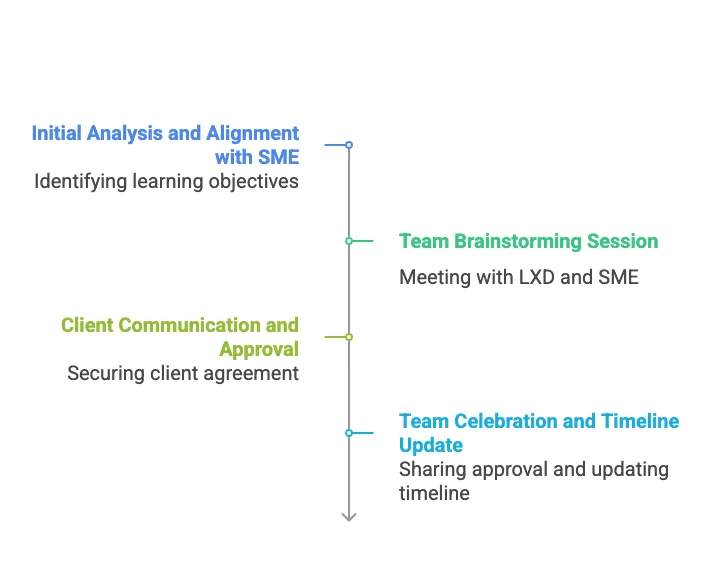 Initial Analysis and Alignment
with SME
Identifying learning objectives
Team Brainstorming Session
Meeting with LXD and SME
Client Communication and
Approval
Securing client agreement
Team Celebration and Timeline
Update
Sharing approval and updating
timeline